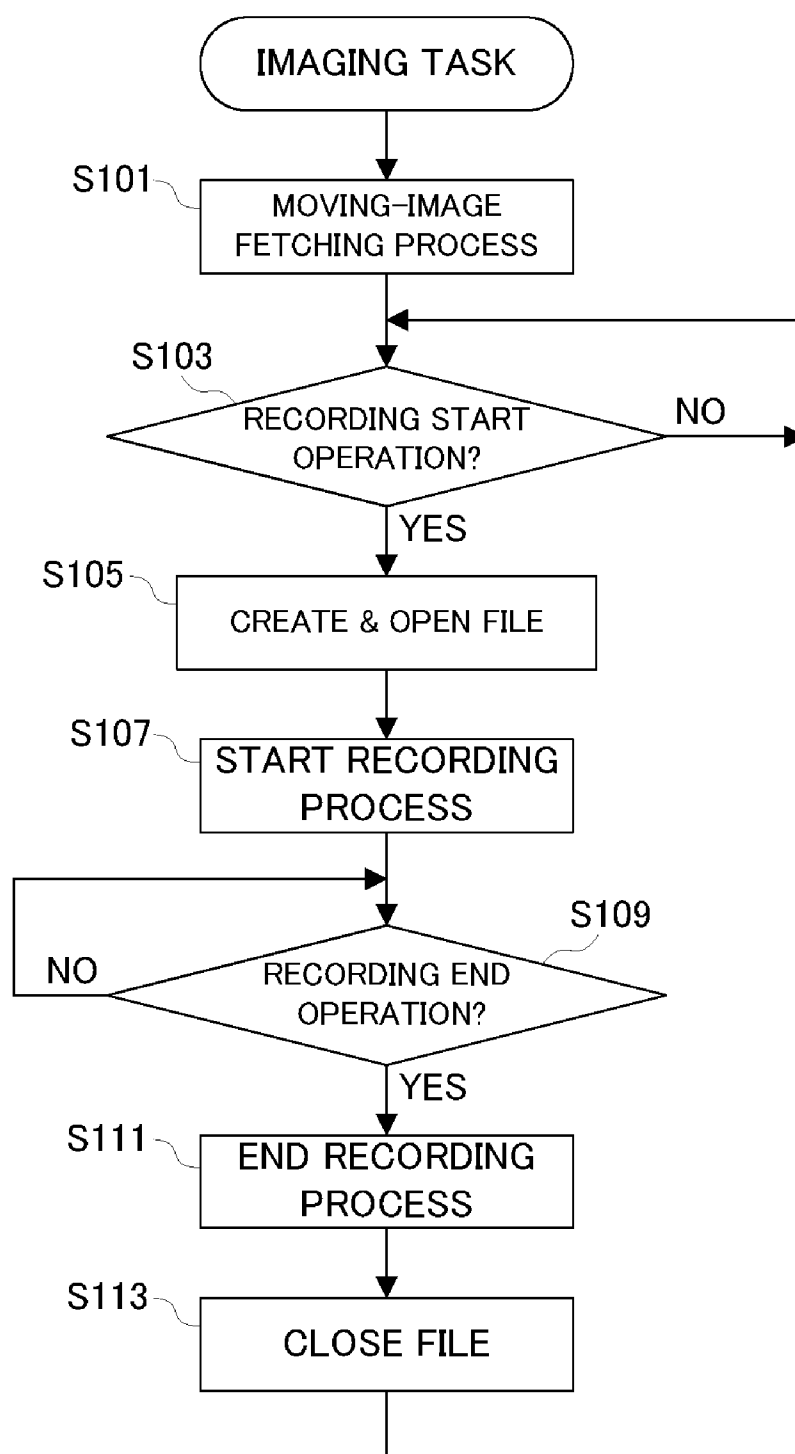 IMAGING TASK
S101
MOVING-IMAGE
FETCHING PROCESS
S103
RECORDING START
OPERATION?
NO
YES
S105
CREATE & OPEN FILE
S107
START RECORDING
PROCESS
S109
RECORDING END
OPERATION?
NO
YES
S111
END RECORDING
PROCESS
S113
CLOSE FILE